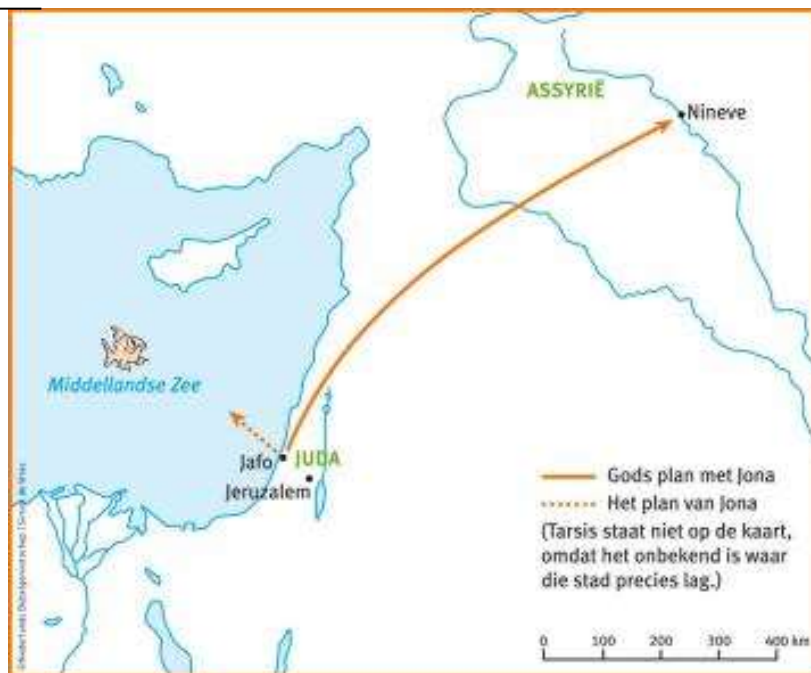 ASSYRIË
Nineve
Middellandse Zee
Jafo
JUDA
Jeruzalem
Gods plan met Jona
Het plan van Jona
(Tarsis staat niet op de kaart,
omdat het onbekend is waar
die stad precies lag.)
0 100 200 300 400 km